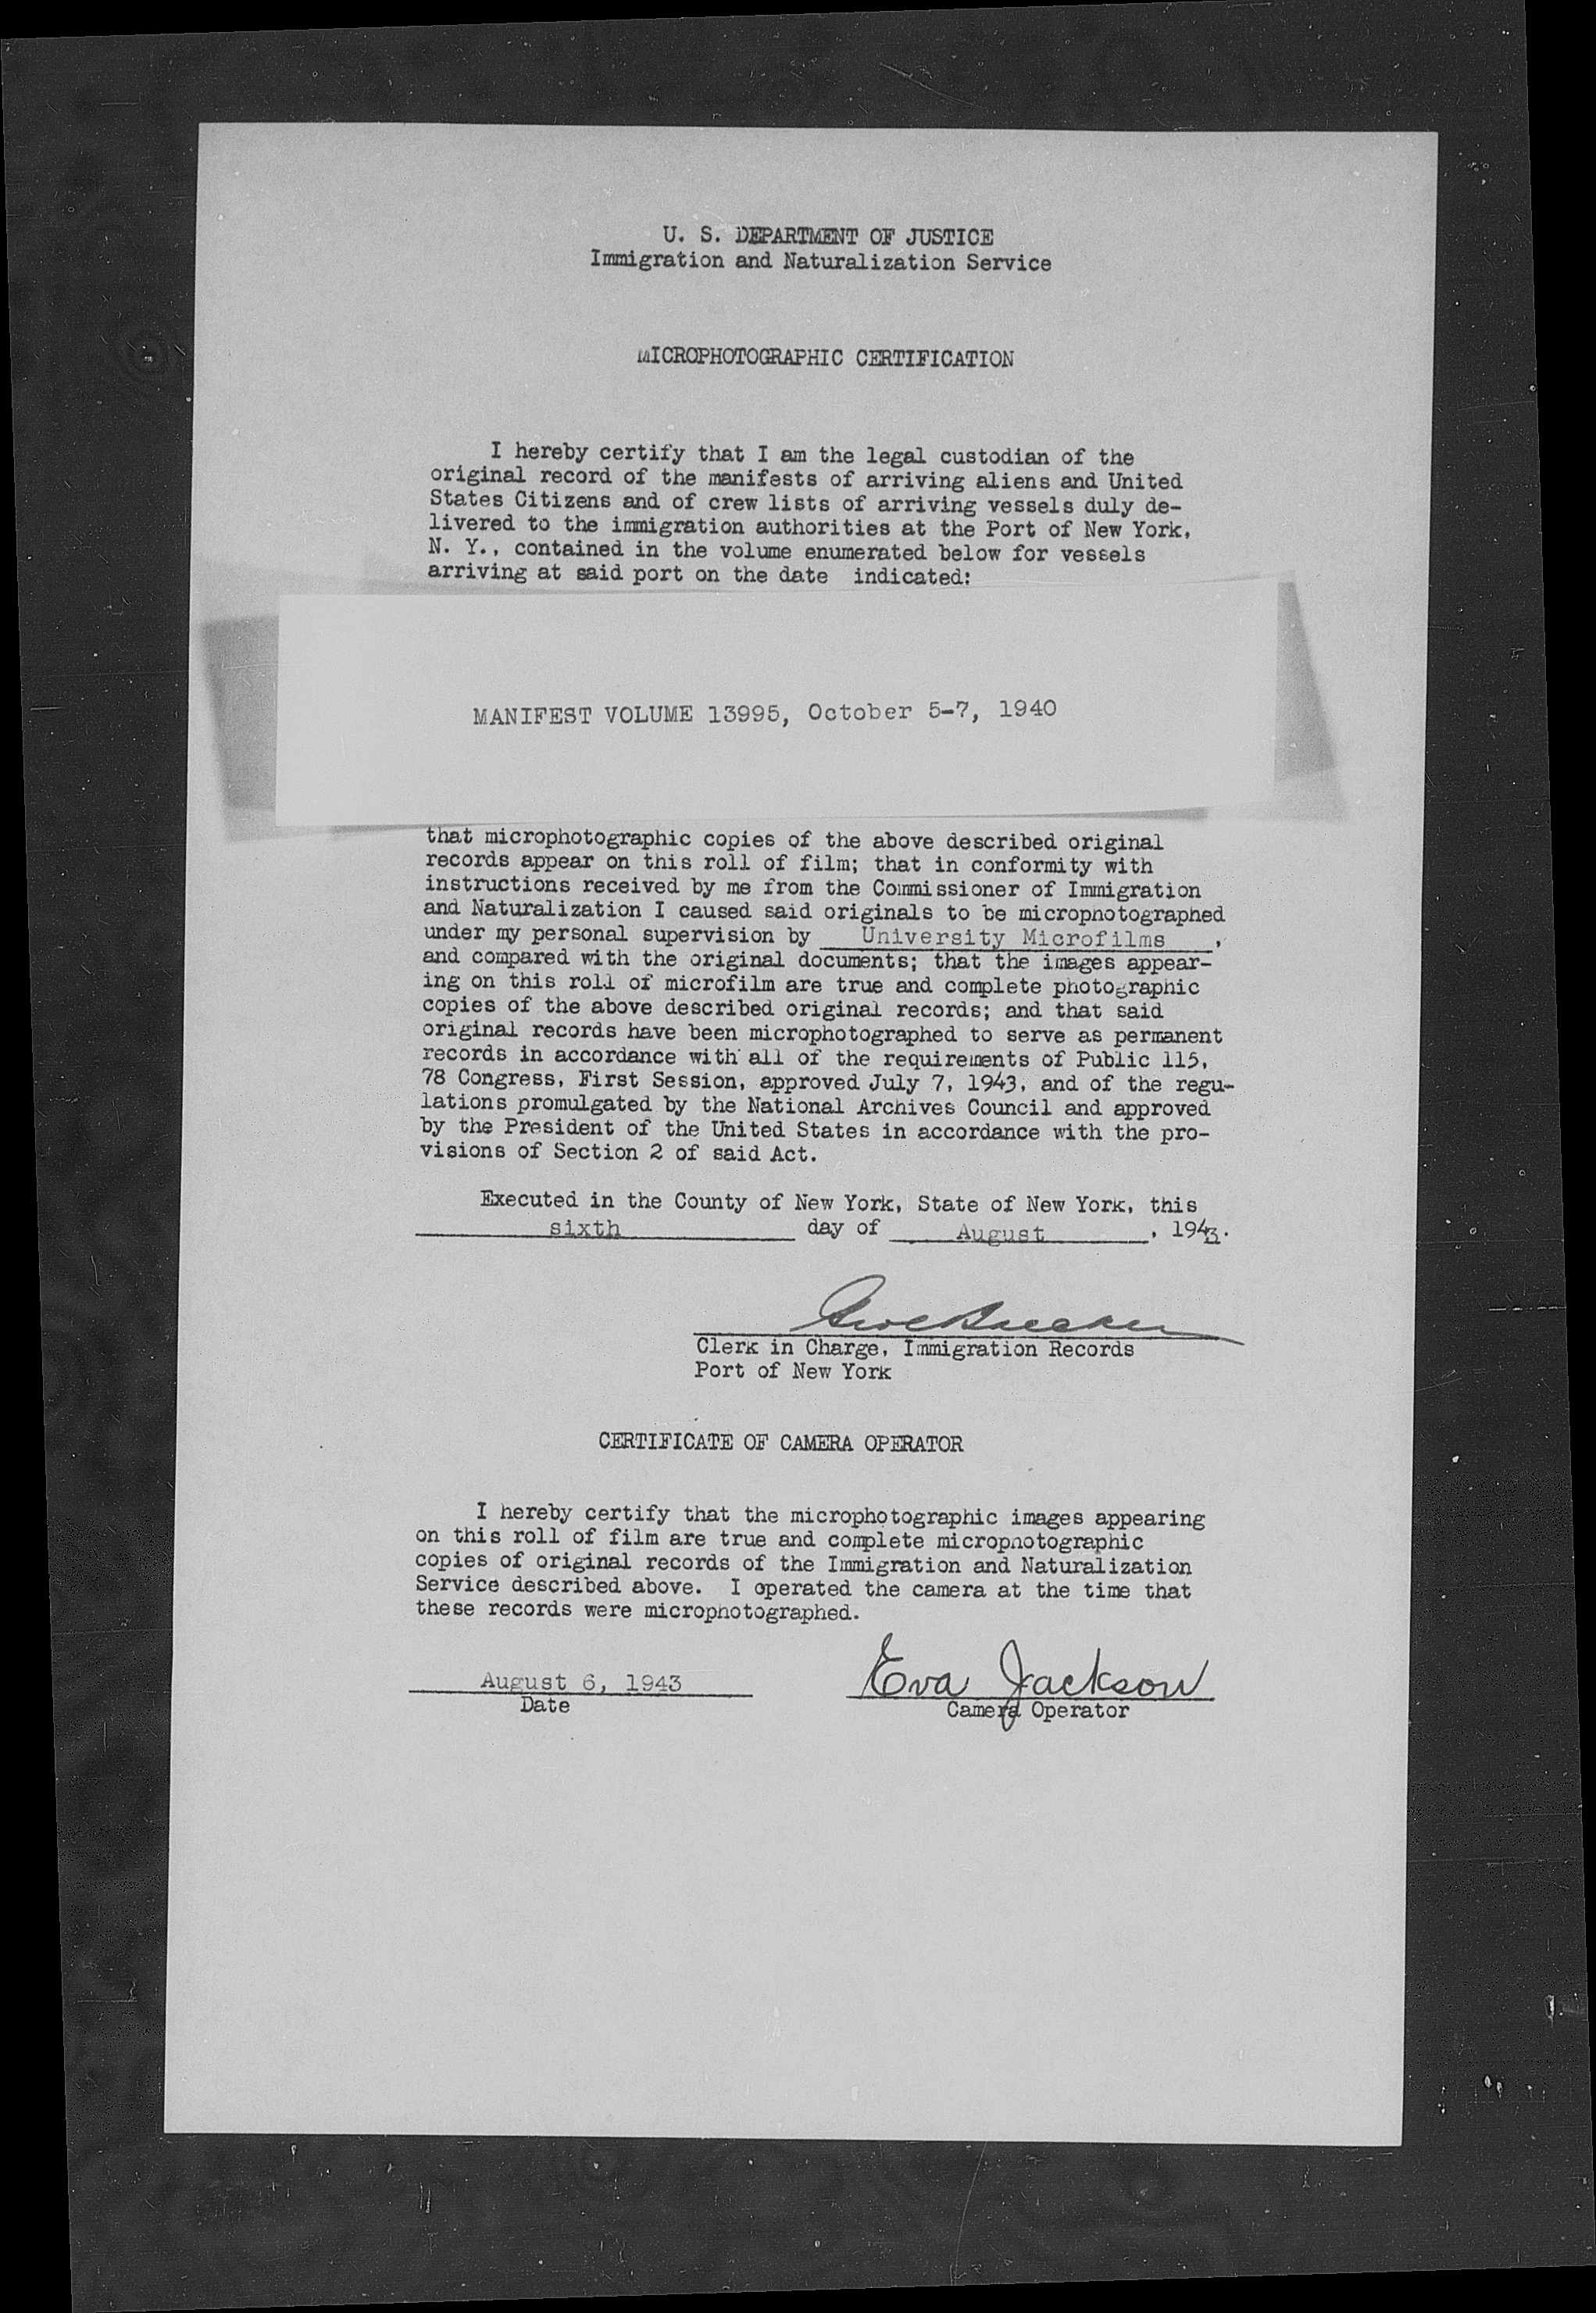 U. S. DEPARTMENT OF JUSTICE
Immigration and Naturalization Service
MICROPHOTOGRAPHIC CERTIFICATION
I hereby certify that I am the legal custodian of the
original record of the manifests of arriving aliens and United
States Citizens and of crew lists of arriving vessels duly de-
livered to the immigration authorities at the Port of New York,
N. Y., contained in the volume enumerated below for vessels
arriving at said port on the date indicated:
MANIFEST VOLUME 13995, October 5-7, 1940
that microphotographic copies of the above described original
records appear on this roll of film; that in conformity with
instructions received by me from the Commissioner of Immigration
and Naturalization I caused said originals to be microphotographed
under my personal supervision by University Microfilms,
and compared with the original documents; that the images appear-
ing on this roll of microfilm are true and complete photographic
copies of the above described original records; and that said
original records have been microphotographed to serve as permanent
records in accordance with all of the requirements of Public 115,
78 Congress, First Session, approved July 7, 1943, and of the regu-
lations promulgated by the National Archives Council and approved
by the President of the United States in accordance with the pro-
visions of Section 2 of said Act.
Executed in the County of New York, State of New York, this
sixth day of August, 1943.
Clerk in Charge, Immigration Records
Port of New York
CERTIFICATE OF CAMERA OPERATOR
I hereby certify that the microphotographic images appearing
on this roll of film are true and complete microphotographic
copies of original records of the Immigration and Naturalization
Service described above. I operated the camera at the time that
these records were microphotographed.
August 6, 1943 Eva Jackson
Date Camera Operator